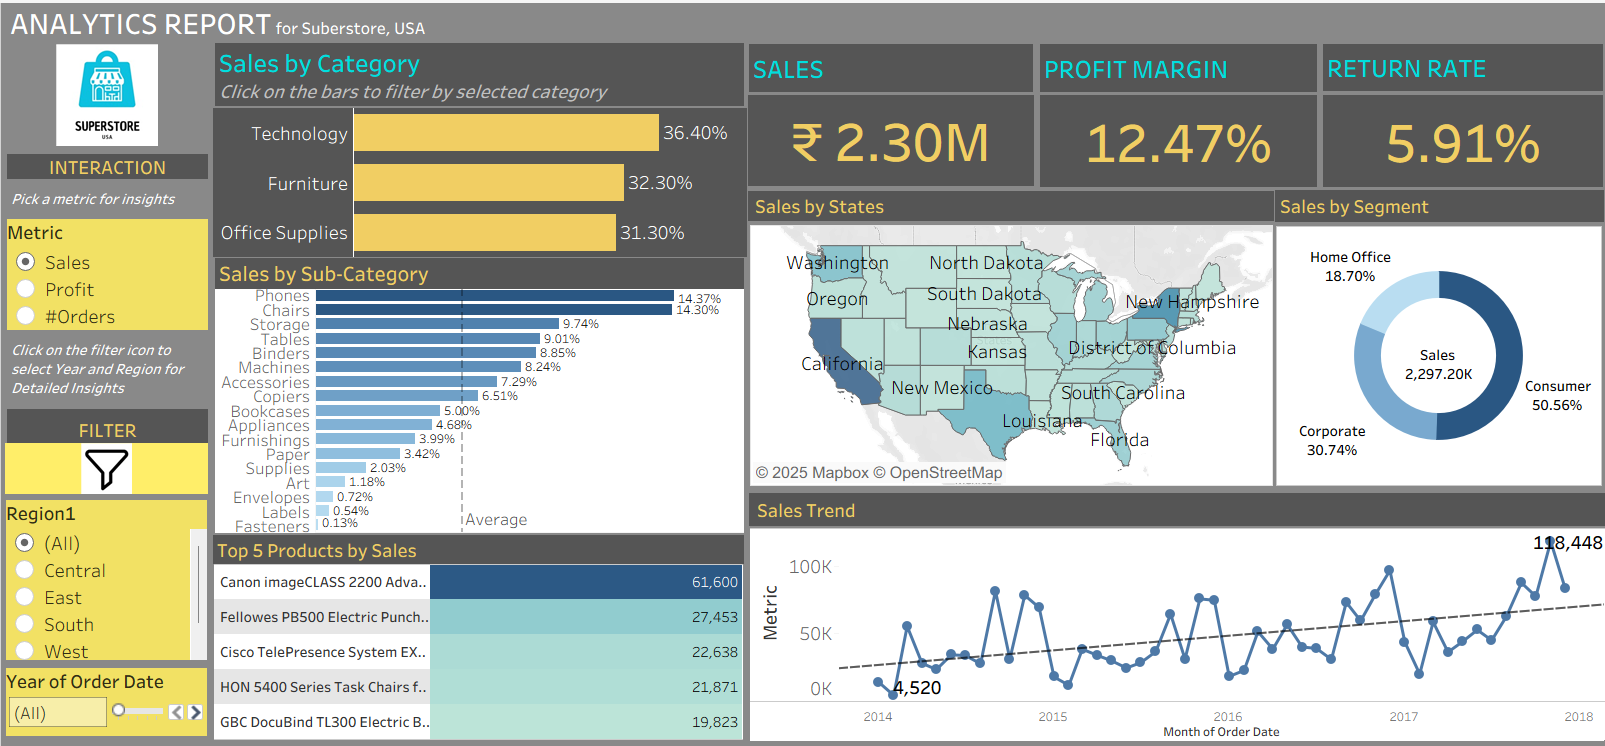 ANALYTICS REPORT for Suberstore, USA
SUPERSTORE
USA
INTERACTION
Pick a metric for insights
Metric
Sales
Profit
#Orders
Click on the filter icon to
select Year and Region for
Detailed Insights
FILTER
Region1
(All)
Central
East
South
West
Year of Order Date
(All)
Sales by Category
Click on the bars to filter by selected category
Technology 36.40%
Furniture 32.30%
Office Supplies 31.30%
Sales by Sub-Category
Phones 14.37%
Chairs 14.30%
Storage 9.74%
Tables 9.01%
Binders 8.85%
Machines 8.24%
Accessories 7.29%
Copiers 6.51%
Bookcases 5.00%
Appliances 4.68%
Furnishings 3.99%
Paper 3.42%
Supplies 2.03%
Art 1.18%
Envelopes 0.72%
Labels 0.54%
Fasteners 0.13%
Average
Top 5 Products by Sales
Canon imageCLASS 2200 Adva.. 61,600
Fellowes PB500 Electric Punch.. 27,453
Cisco TelePresence System EX.. 22,638
HON 5400 Series Task Chairs f.. 21,871
GBC DocuBind TL300 Electric B.. 19,823
SALES
₹ 2.30M
PROFIT MARGIN
12.47%
RETURN RATE
5.91%
Sales by States
Washington
North Dakota
Oregon
South Dakota
New Hampshire
Nebraska
Kansas
District of Columbia
California
New Mexico
South Carolina
Louisiana
Florida
© 2025 Mapbox © OpenStreetMap
Sales by Segment
Home Office
18.70%
Sales
2,297.20K
Consumer
50.56%
Corporate
30.74%
Sales Trend
118,448
100K
50K
0K
Metric
4,520
2014 2015 2016 2017 2018
Month of Order Date